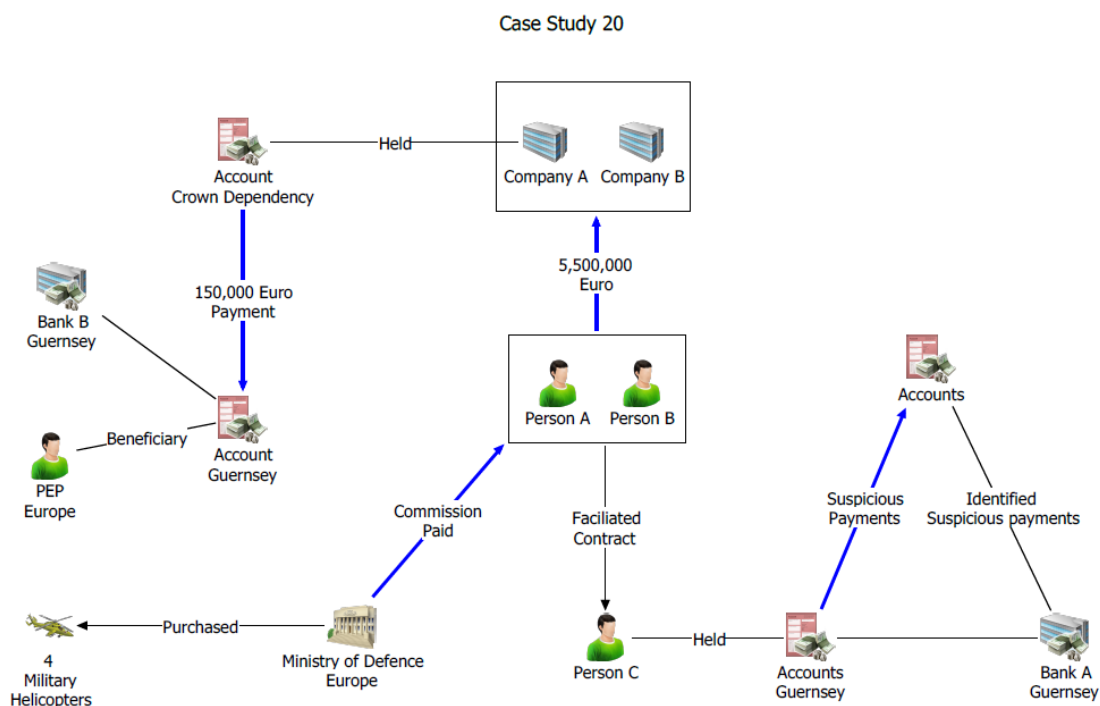 Case Study 20
Held
Account
Crown Dependency
Company A
Company B
150,000 Euro
Payment
5,500,000
Euro
Bank B
Guernsey
Accounts
Person A
Person B
Beneficiary
Account
Guernsey
PEP
Europe
Commission
Paid
Faciliated
Contract
Suspicious
Payments
Identified
Suspicious payments
Purchased
Held
4
Military
Helicopters
Ministry of Defence
Europe
Person C
Accounts
Guernsey
Bank A
Guernsey